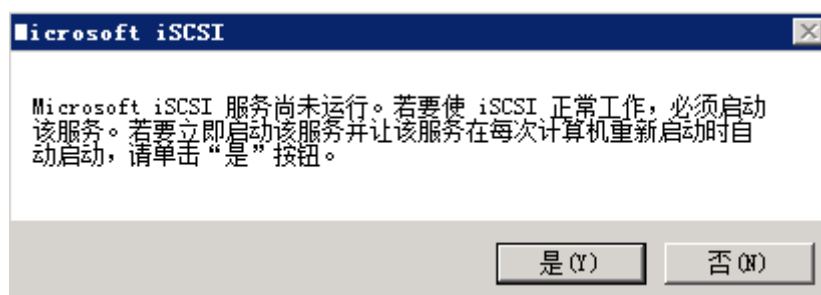 Microsoft iSCSI
Microsoft iSCSI 服务尚未运行。若要使 iSCSI 正常工作，必须启动
该服务。若要立即启动该服务并让该服务在每次计算机重新启动时自
动启动，请单击“是”按钮。
是(Y)
否(N)